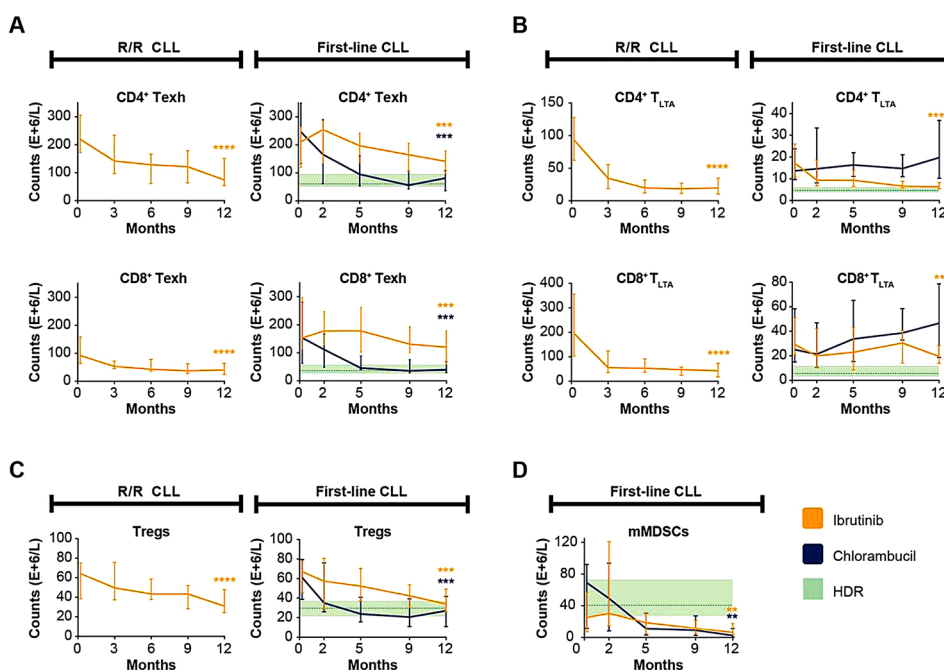 A
B
R/R CLL
First-line CLL
R/R CLL
First-line CLL
CD4+ Texh
CD4+ Texh
CD4+ TLTA
CD4+ TLTA
Counts (E+6/L)
300
200
100
0
****
0 3 6 9 12
Months
Counts (E+6/L)
300
200
100
0
***
***
0 2 5 9 12
Months
Counts (E+6/L)
150
100
50
0
****
0 3 6 9 12
Months
Counts (E+6/L)
40
30
20
10
0
0 2 5 9 12
Months
CD8+ Texh
CD8+ Texh
CD8+ TLTA
CD8+ TLTA
Counts (E+6/L)
300
200
100
0
****
0 3 6 9 12
Months
Counts (E+6/L)
300
200
100
0
***
***
0 2 5 9 12
Months
Counts (E+6/L)
400
300
200
100
0
****
0 3 6 9 12
Months
Counts (E+6/L)
80
60
40
20
0
0 2 5 9 12
Months
C
D
R/R CLL
First-line CLL
First-line CLL
Tregs
Tregs
mMDSCs
Counts (E+6/L)
100
80
60
40
20
0
****
0 3 6 9 12
Months
Counts (E+6/L)
100
80
60
40
20
0
***
***
0 2 5 9 12
Months
Counts (E+6/L)
120
80
40
0
**
**
0 2 5 9 12
Months
Ibrutinib
Chlorambucil
HDR